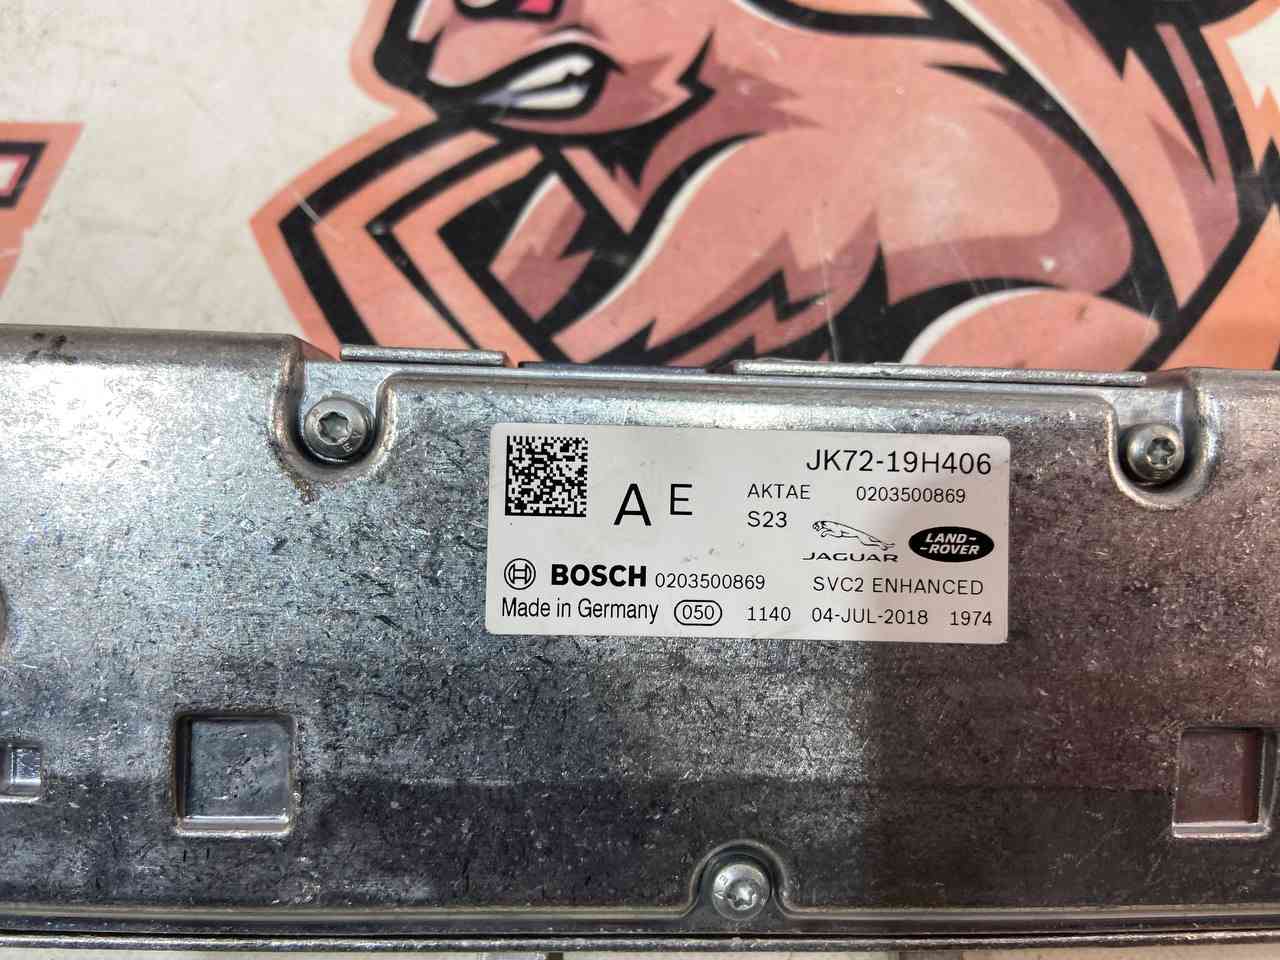 JK72-19H406
A E
AKTAE 0203500869
S23
JAGUAR
LAND-
-ROVER
BOSCH 0203500869
SVC2 ENHANCED
Made in Germany 050 1140 04-JUL-2018 1974